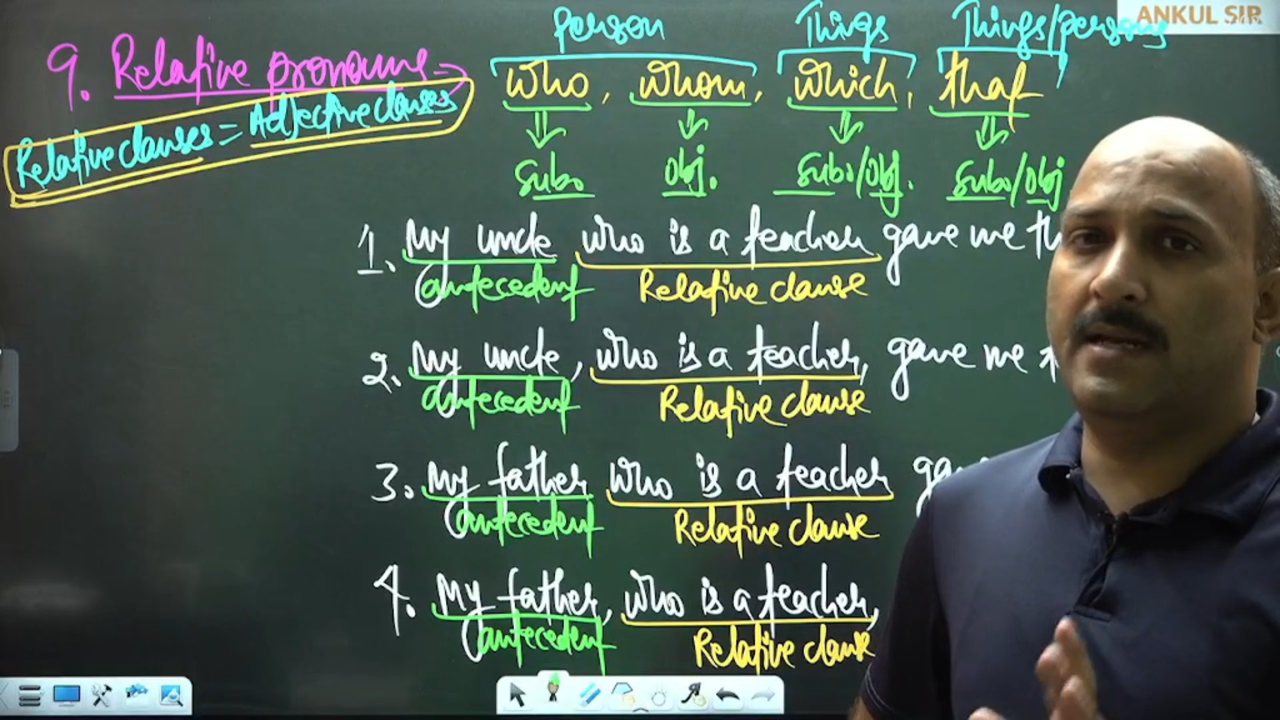 ANKUL SIR
Person Things Things/persons
9. Relative pronouns → who, whom, which, that
Relative clauses = Adjective clauses
Sub. Obj. Sub./Obj. Sub./Obj
1. My uncle who is a teacher gave me th
antecedent Relative clause
2. My uncle, who is a teacher, gave me
antecedent Relative clause
3. My father who is a teacher
antecedent Relative clause
4. My father, who is a teacher,
antecedent Relative clause